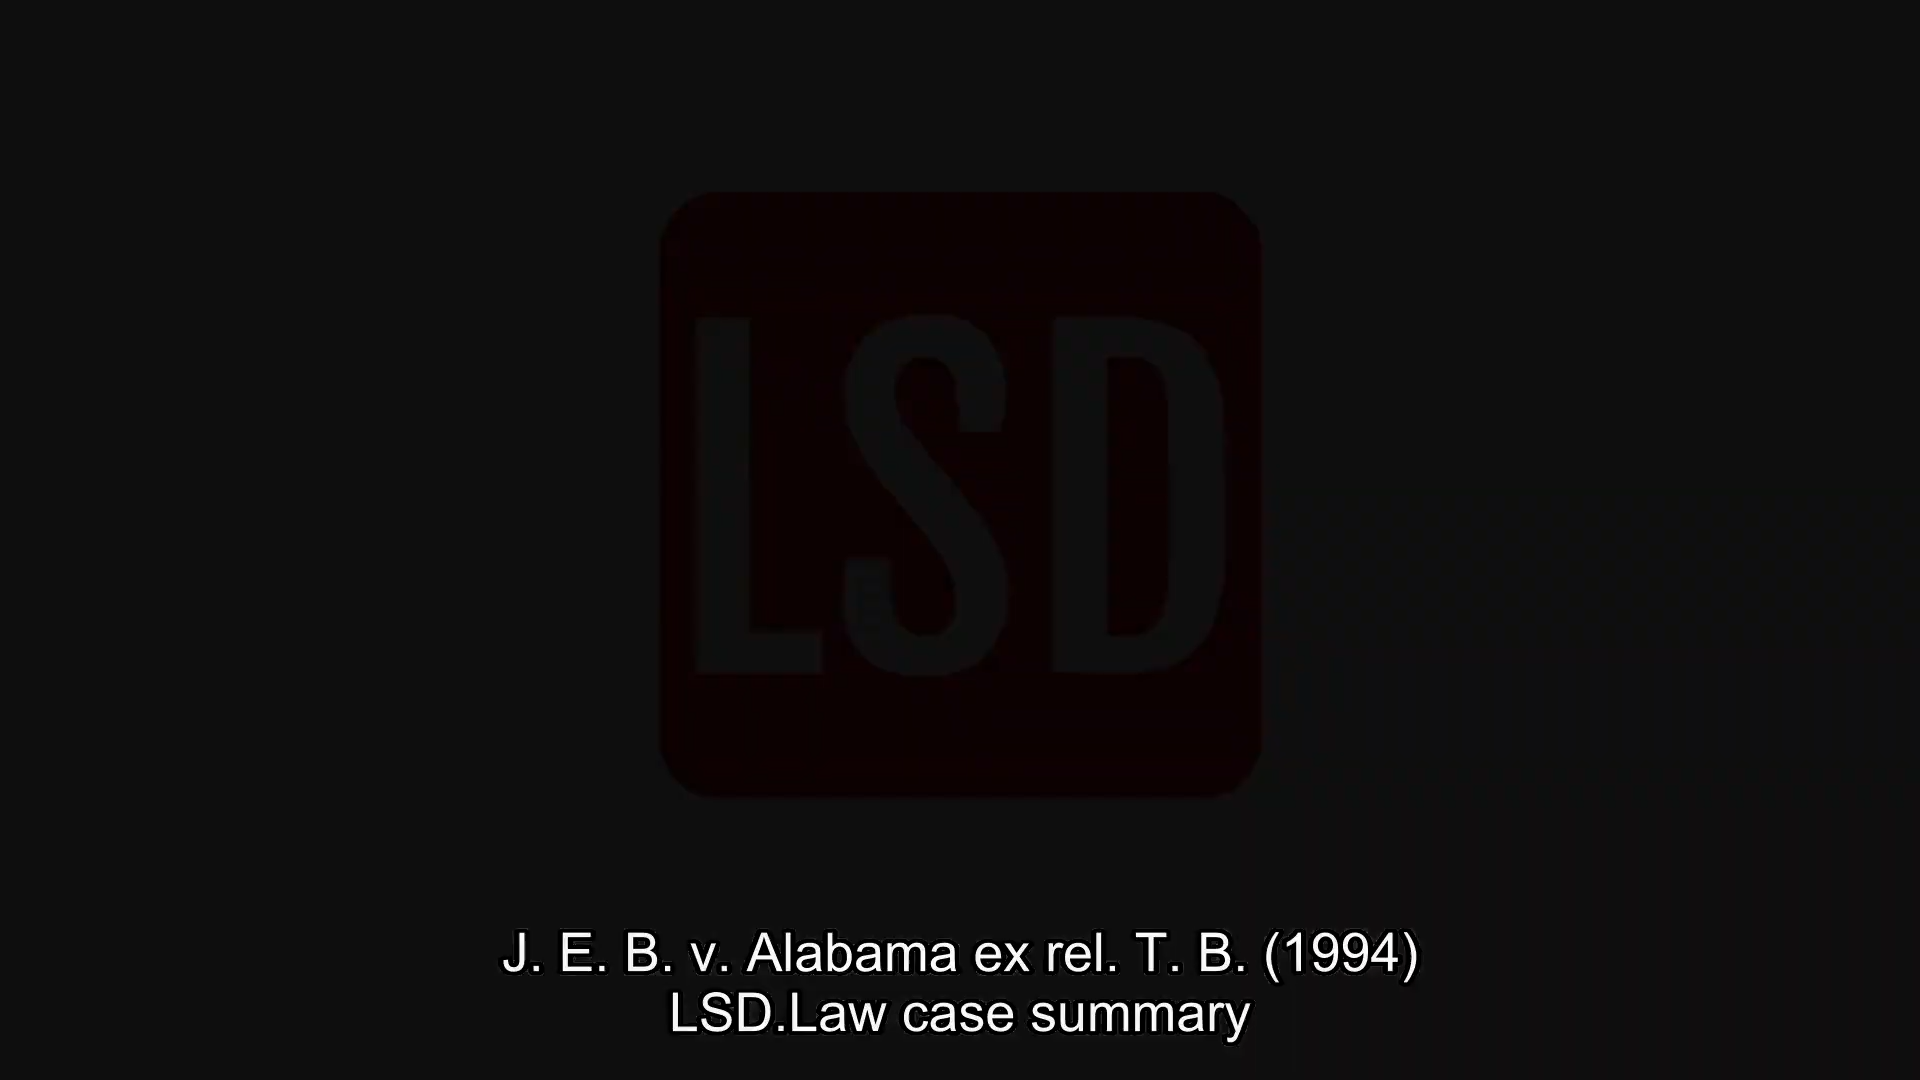 LSD
J. E. B. v. Alabama ex rel. T. B. (1994)
LSD.Law case summary